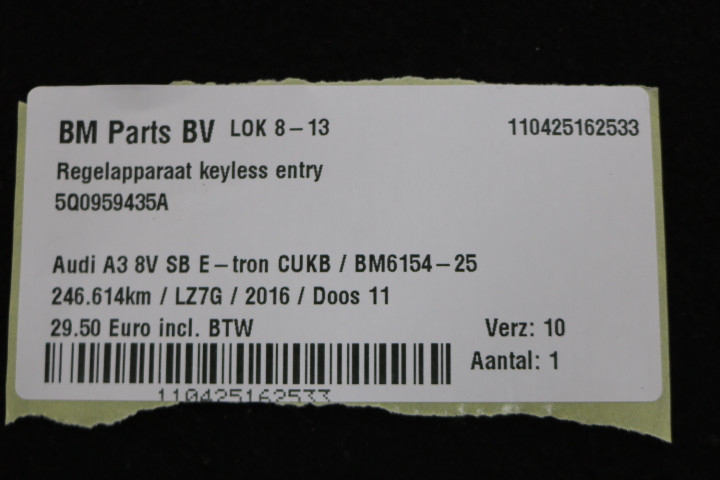 BM Parts BV LOK 8-13 110425162533
Regelapparaat keyless entry
5Q0959435A
Audi A3 8V SB E-tron CUKB / BM6154-25
246.614km / LZ7G / 2016 / Doos 11
29.50 Euro incl. BTW Verz: 10
Aantal: 1
110425162533